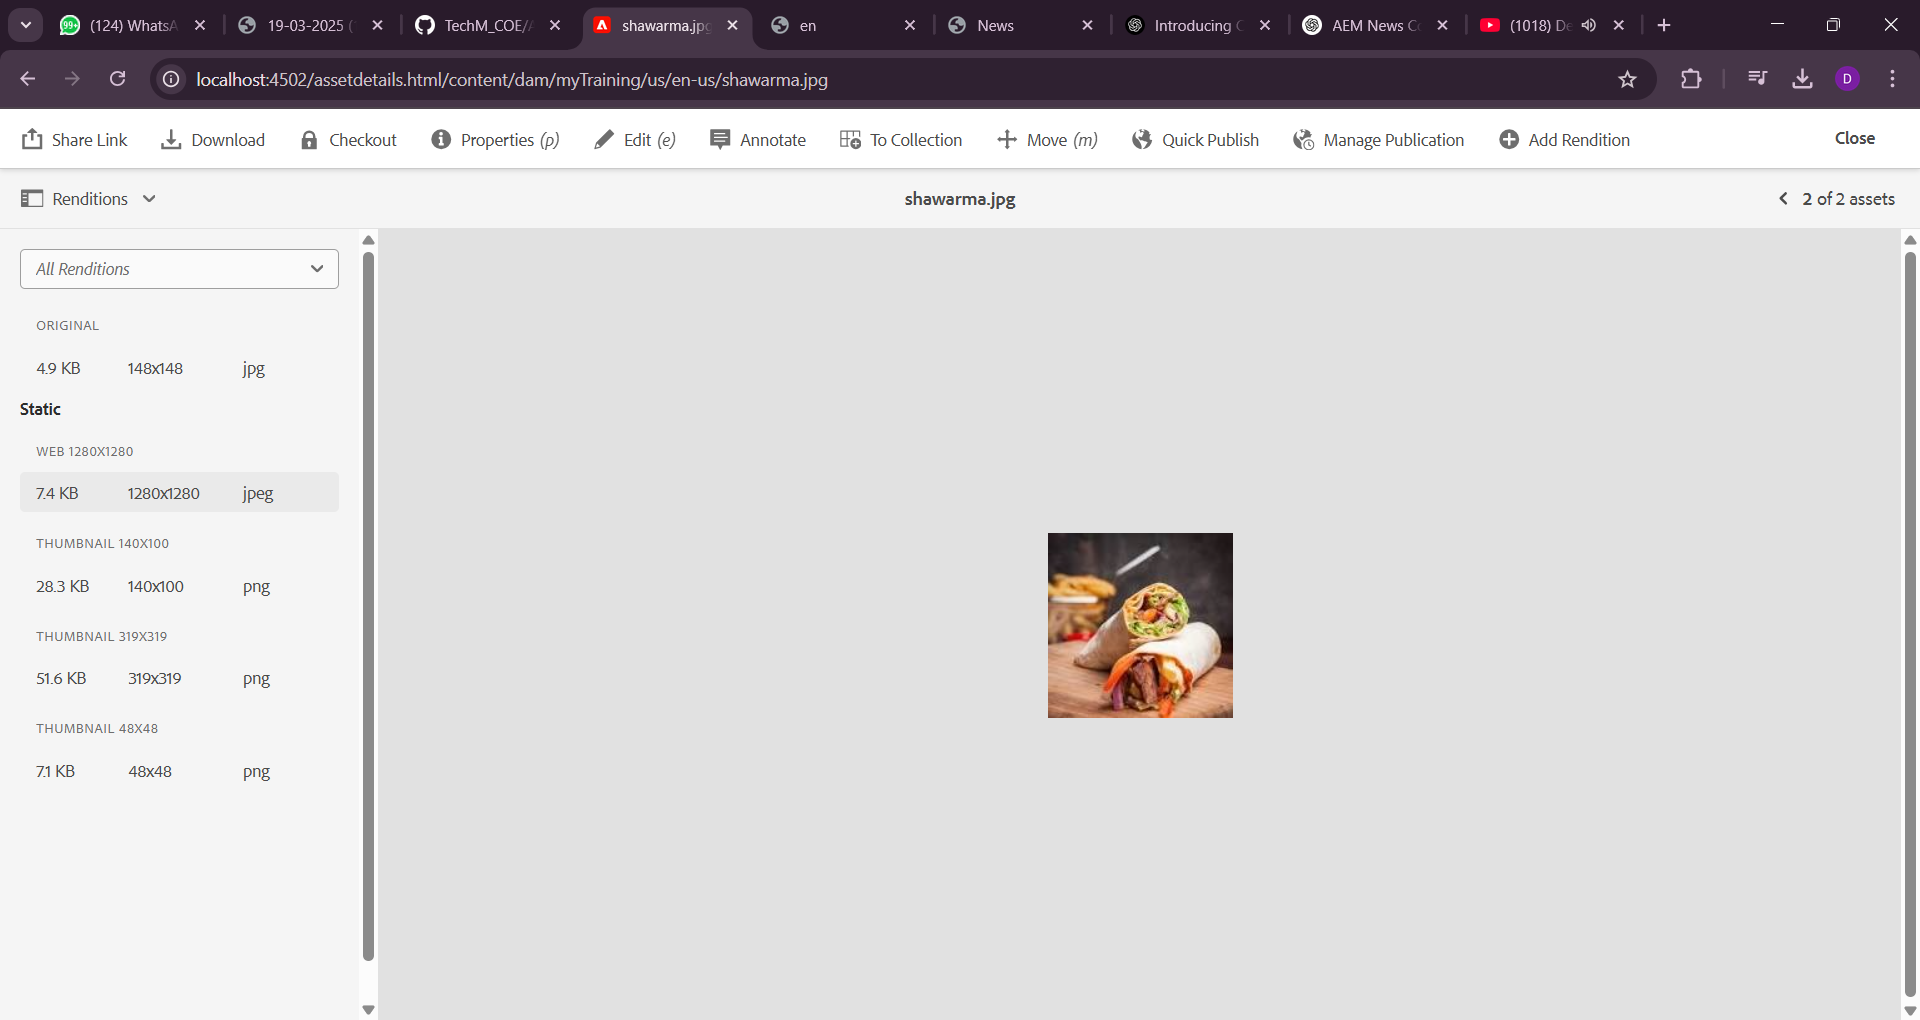 99+ (124) WhatsA
19-03-2025 (
TechM_COE/
shawarma.jpg
en
News
Introducing
AEM News Co
(1018) De
localhost:4502/assetdetails.html/content/dam/myTraining/us/en-us/shawarma.jpg
D
Share Link
Download
Checkout
Properties (p)
Edit (e)
Annotate
To Collection
Move (m)
Quick Publish
Manage Publication
Add Rendition
Close
Renditions
shawarma.jpg
2 of 2 assets
All Renditions
ORIGINAL
4.9 KB 148x148 jpg
Static
WEB 1280X1280
7.4 KB 1280x1280 jpeg
THUMBNAIL 140X100
28.3 KB 140x100 png
THUMBNAIL 319X319
51.6 KB 319x319 png
THUMBNAIL 48X48
7.1 KB 48x48 png